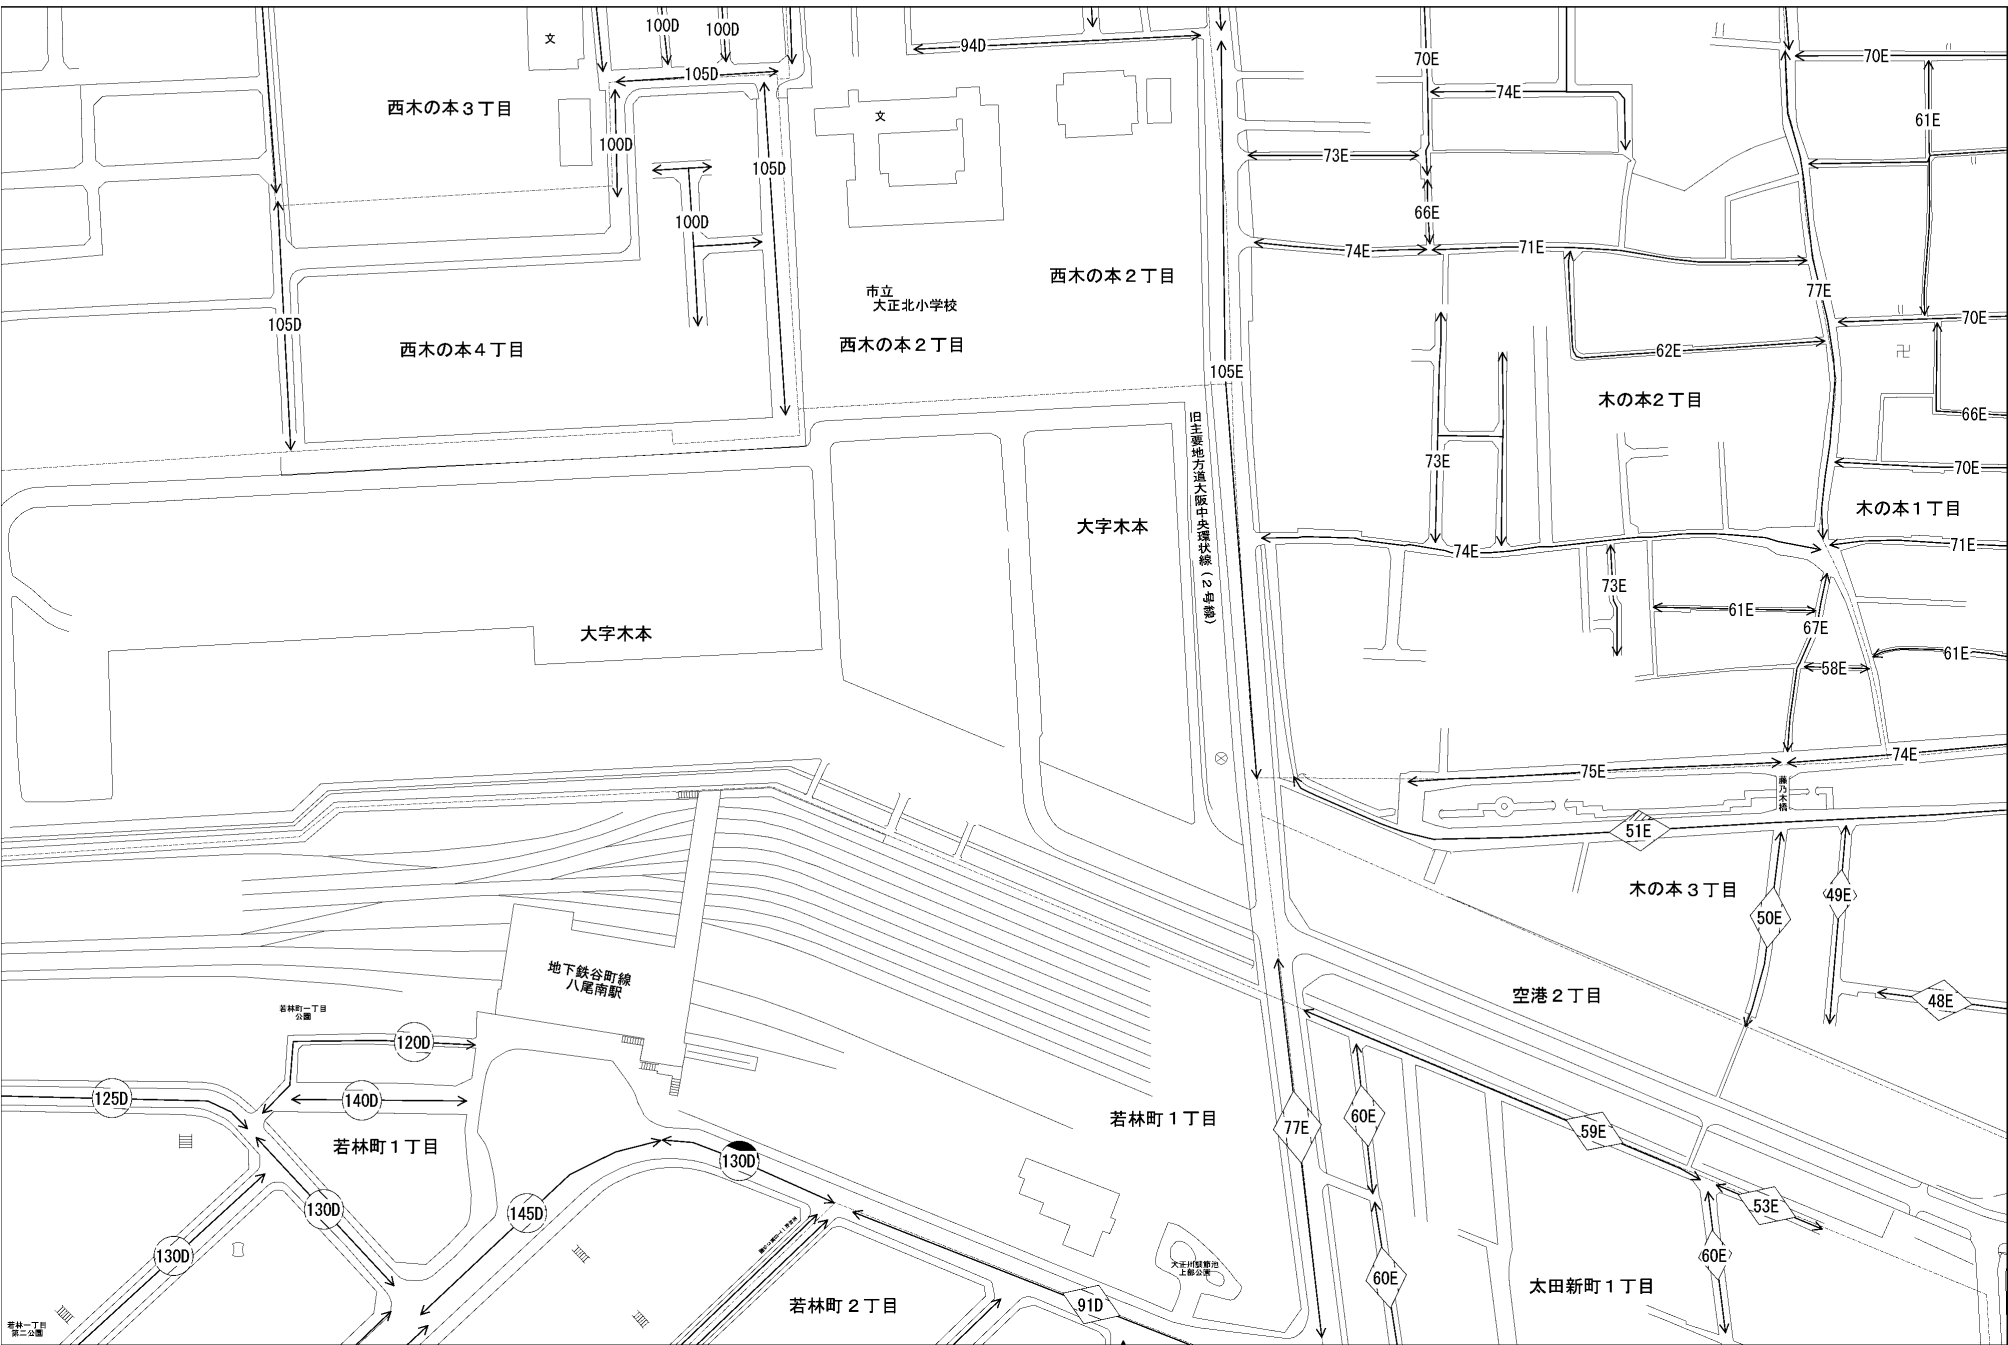 100D
100D
文
94D
70E
70E
105D
74E
西木の本３丁目
文
61E
100D
73E
105D
66E
100D
74E
71E
西木の本２丁目
77E
市立
大正北小学校
105D
70E
西木の本４丁目
西木の本２丁目
62E
105E
木の本２丁目
66E
旧主要地方道大阪中央環状線（２号線）
73E
70E
木の本１丁目
大字木本
74E
71E
73E
61E
大字木本
67E
61E
58E
74E
75E
藤乃木橋
51E
木の本３丁目
49E
50E
地下鉄谷町線
八尾南駅
空港２丁目
48E
若林町一丁目
公園
120D
125D
140D
若林町１丁目
60E
77E
59E
若林町１丁目
130D
53E
130D
145D
130D
60E
大正川調節池
上部公園
60E
太田新町１丁目
若林町２丁目
91D
若林一丁目
第二公園